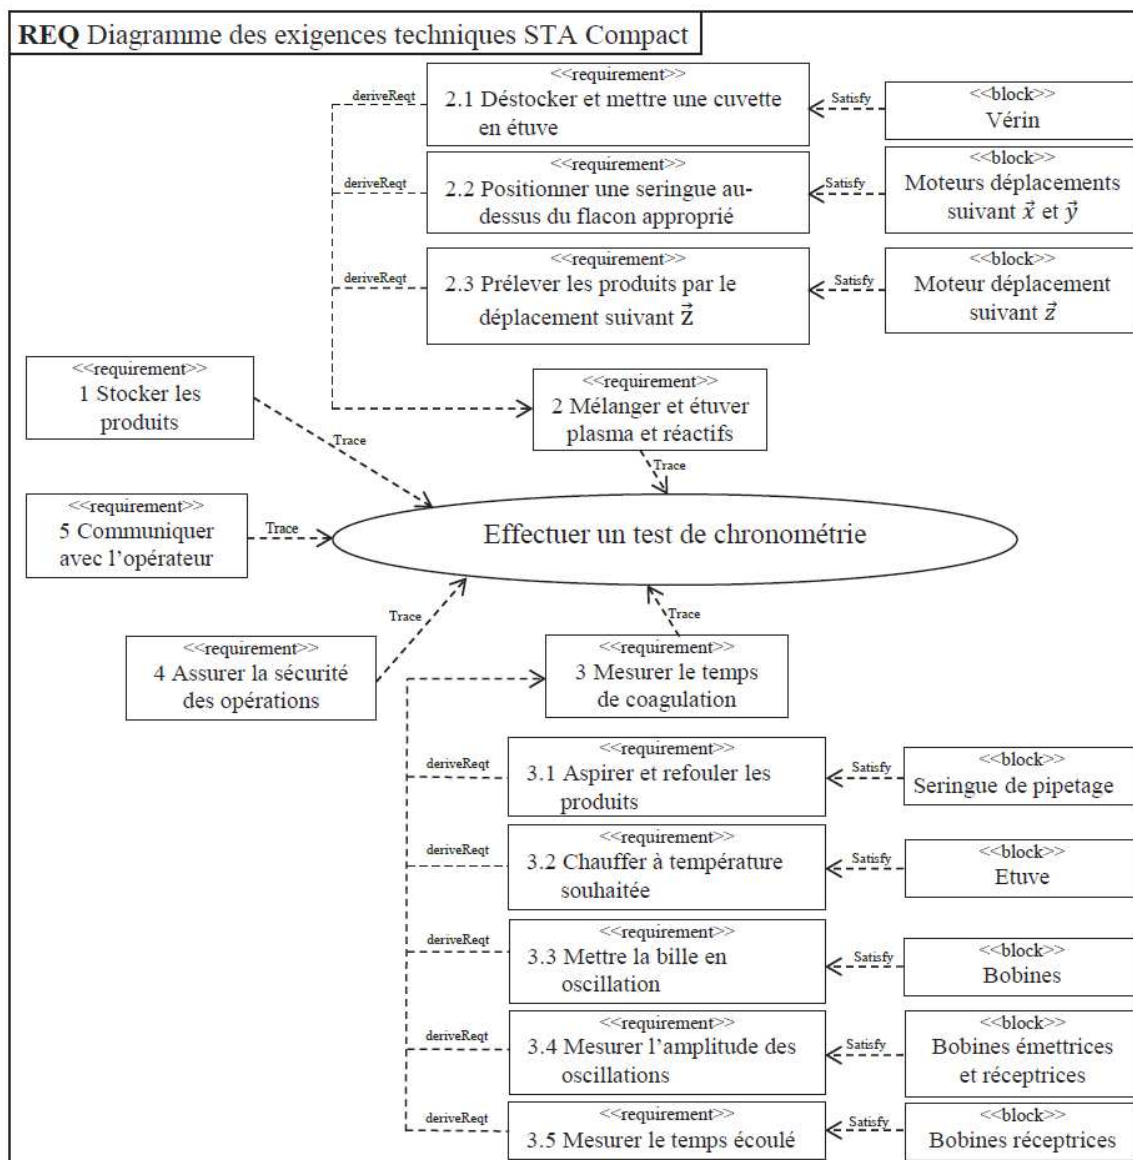 REQ Diagramme des exigences techniques STA Compact
<<requirement>>
2.1 Déstocker et mettre une cuvette
en étuve
deriveReqt
Satisfy
<<block>>
Vérin
<<requirement>>
2.2 Positionner une seringue au-
dessus du flacon approprié
deriveReqt
Satisfy
<<block>>
Moteurs déplacements
suivant x⃗ et y⃗
<<requirement>>
2.3 Prélever les produits par le
déplacement suivant z⃗
deriveReqt
Satisfy
<<block>>
Moteur déplacement
suivant z⃗
<<requirement>>
1 Stocker les
produits
Trace
<<requirement>>
2 Mélanger et étuver
plasma et réactifs
Trace
<<requirement>>
5 Communiquer
avec l’opérateur
Trace
Effectuer un test de chronométrie
<<requirement>>
4 Assurer la sécurité
des opérations
Trace
<<requirement>>
3 Mesurer le temps
de coagulation
Trace
<<requirement>>
3.1 Aspirer et refouler les
produits
deriveReqt
Satisfy
<<block>>
Seringue de pipetage
<<requirement>>
3.2 Chauffer à température
souhaitée
deriveReqt
Satisfy
<<block>>
Etuve
<<requirement>>
3.3 Mettre la bille en
oscillation
deriveReqt
Satisfy
<<block>>
Bobines
<<requirement>>
3.4 Mesurer l’amplitude des
oscillations
deriveReqt
Satisfy
<<block>>
Bobines émettrices
et réceptrices
<<requirement>>
3.5 Mesurer le temps écoulé
deriveReqt
Satisfy
<<block>>
Bobines réceptrices